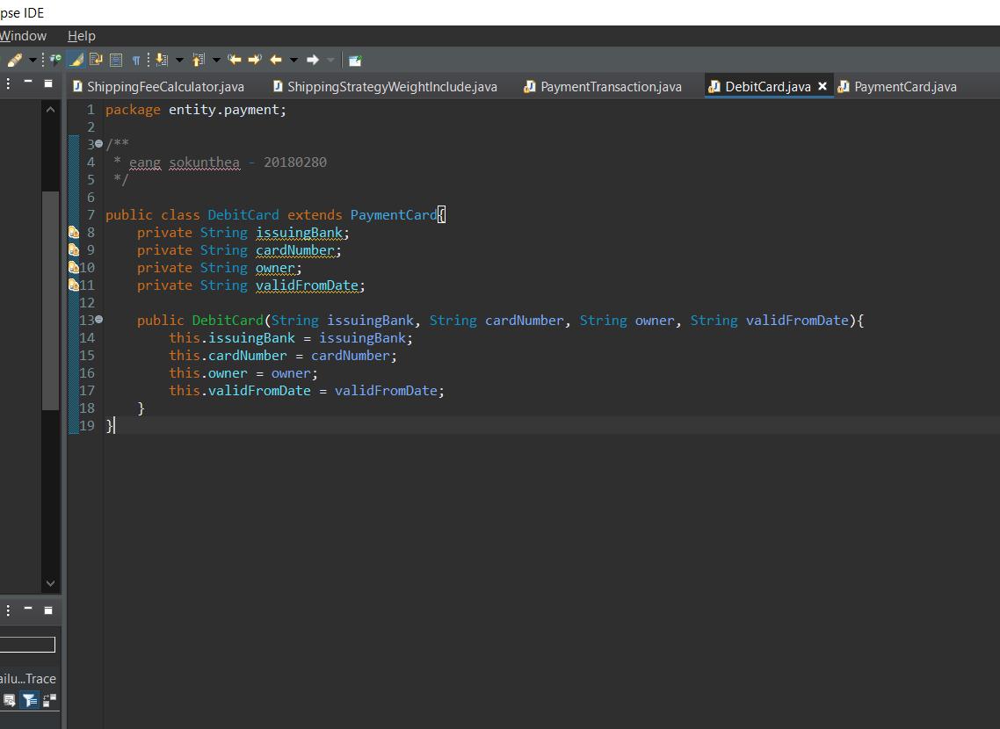 pse IDE
Window Help
ShippingFeeCalculator.java ShippingStrategyWeightInclude.java PaymentTransaction.java DebitCard.java PaymentCard.java
1 package entity.payment;
2
3 /**
4 * eang sokunthea - 20180280
5 */
6
7 public class DebitCard extends PaymentCard{
8 private String issuingBank;
9 private String cardNumber;
10 private String owner;
11 private String validFromDate;
12
13 public DebitCard(String issuingBank, String cardNumber, String owner, String validFromDate){
14 this.issuingBank = issuingBank;
15 this.cardNumber = cardNumber;
16 this.owner = owner;
17 this.validFromDate = validFromDate;
18 }
19 }
ailu...Trace